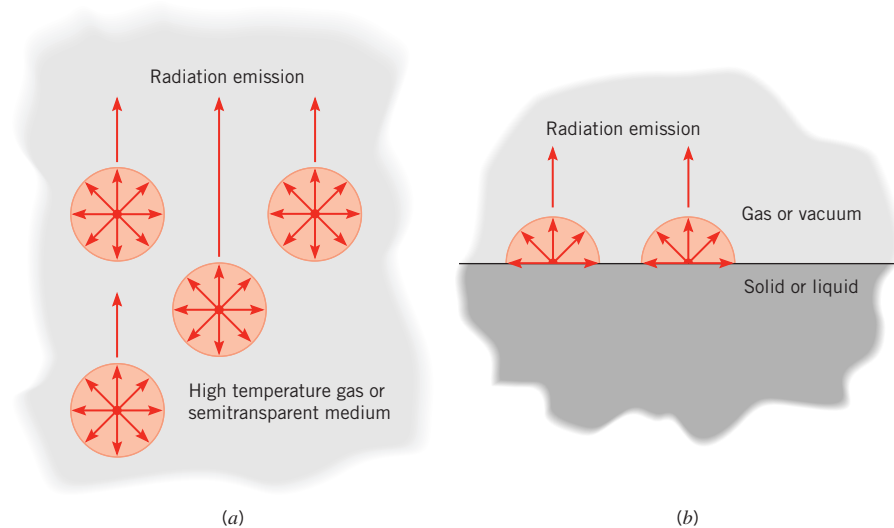 Radiation emission
High temperature gas or
semitransparent medium
(a)
Radiation emission
Gas or vacuum
Solid or liquid
(b)